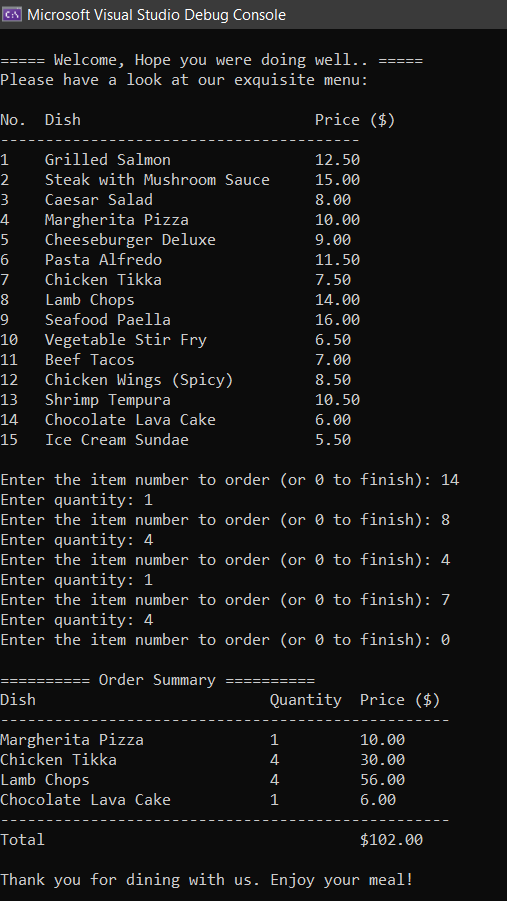 Microsoft Visual Studio Debug Console
===== Welcome, Hope you were doing well.. =====
Please have a look at our exquisite menu:
No.  Dish                          Price ($)
----------------------------------------
1    Grilled Salmon                12.50
2    Steak with Mushroom Sauce     15.00
3    Caesar Salad                  8.00
4    Margherita Pizza              10.00
5    Cheeseburger Deluxe           9.00
6    Pasta Alfredo                 11.50
7    Chicken Tikka                 7.50
8    Lamb Chops                    14.00
9    Seafood Paella                16.00
10   Vegetable Stir Fry            6.50
11   Beef Tacos                    7.00
12   Chicken Wings (Spicy)         8.50
13   Shrimp Tempura                10.50
14   Chocolate Lava Cake           6.00
15   Ice Cream Sundae              5.50
Enter the item number to order (or 0 to finish): 14
Enter quantity: 1
Enter the item number to order (or 0 to finish): 8
Enter quantity: 4
Enter the item number to order (or 0 to finish): 4
Enter quantity: 1
Enter the item number to order (or 0 to finish): 7
Enter quantity: 4
Enter the item number to order (or 0 to finish): 0
========== Order Summary ==========
Dish                          Quantity  Price ($)
--------------------------------------------------
Margherita Pizza              1         10.00
Chicken Tikka                 4         30.00
Lamb Chops                    4         56.00
Chocolate Lava Cake           1         6.00
--------------------------------------------------
Total                                   $102.00
Thank you for dining with us. Enjoy your meal!